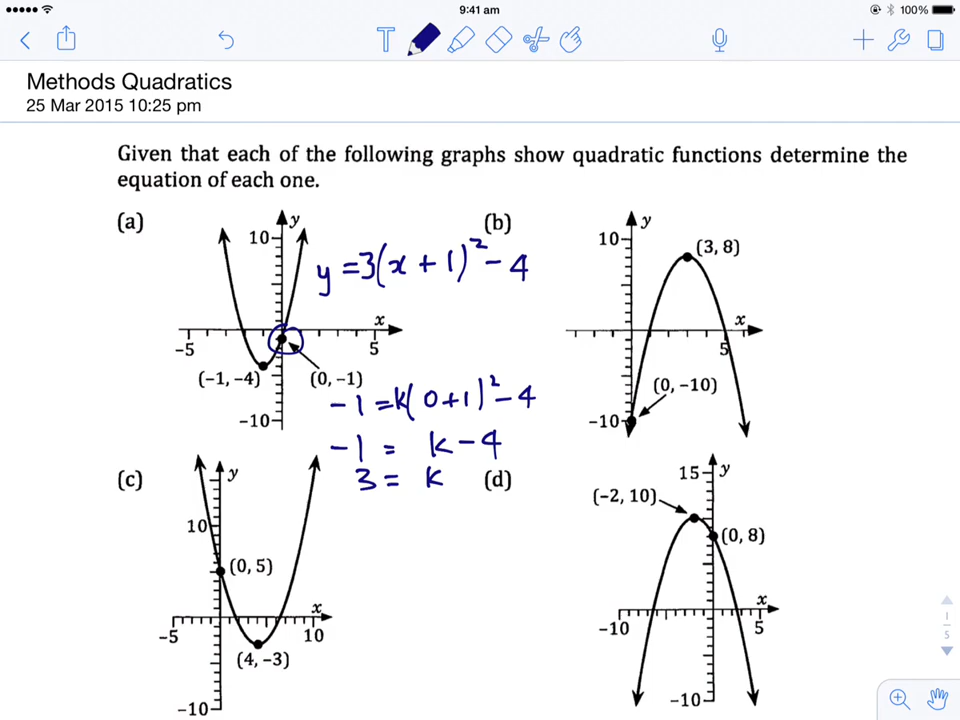 9:41 am
100%
T
Methods Quadratics
25 Mar 2015 10:25 pm
Given that each of the following graphs show quadratic functions determine the
equation of each one.
(a)
y
10
x
-5
5
(-1, -4)
(0, -1)
-10
y = 3(x + 1)² - 4
-1 = k(0+1)² - 4
-1 = k - 4
3 = k
(b)
y
10
(3, 8)
x
5
(0, -10)
-10
(c)
y
10
(0, 5)
x
-5
10
(4, -3)
-10
(d)
15
y
(-2, 10)
(0, 8)
x
-10
5
-10
1
5